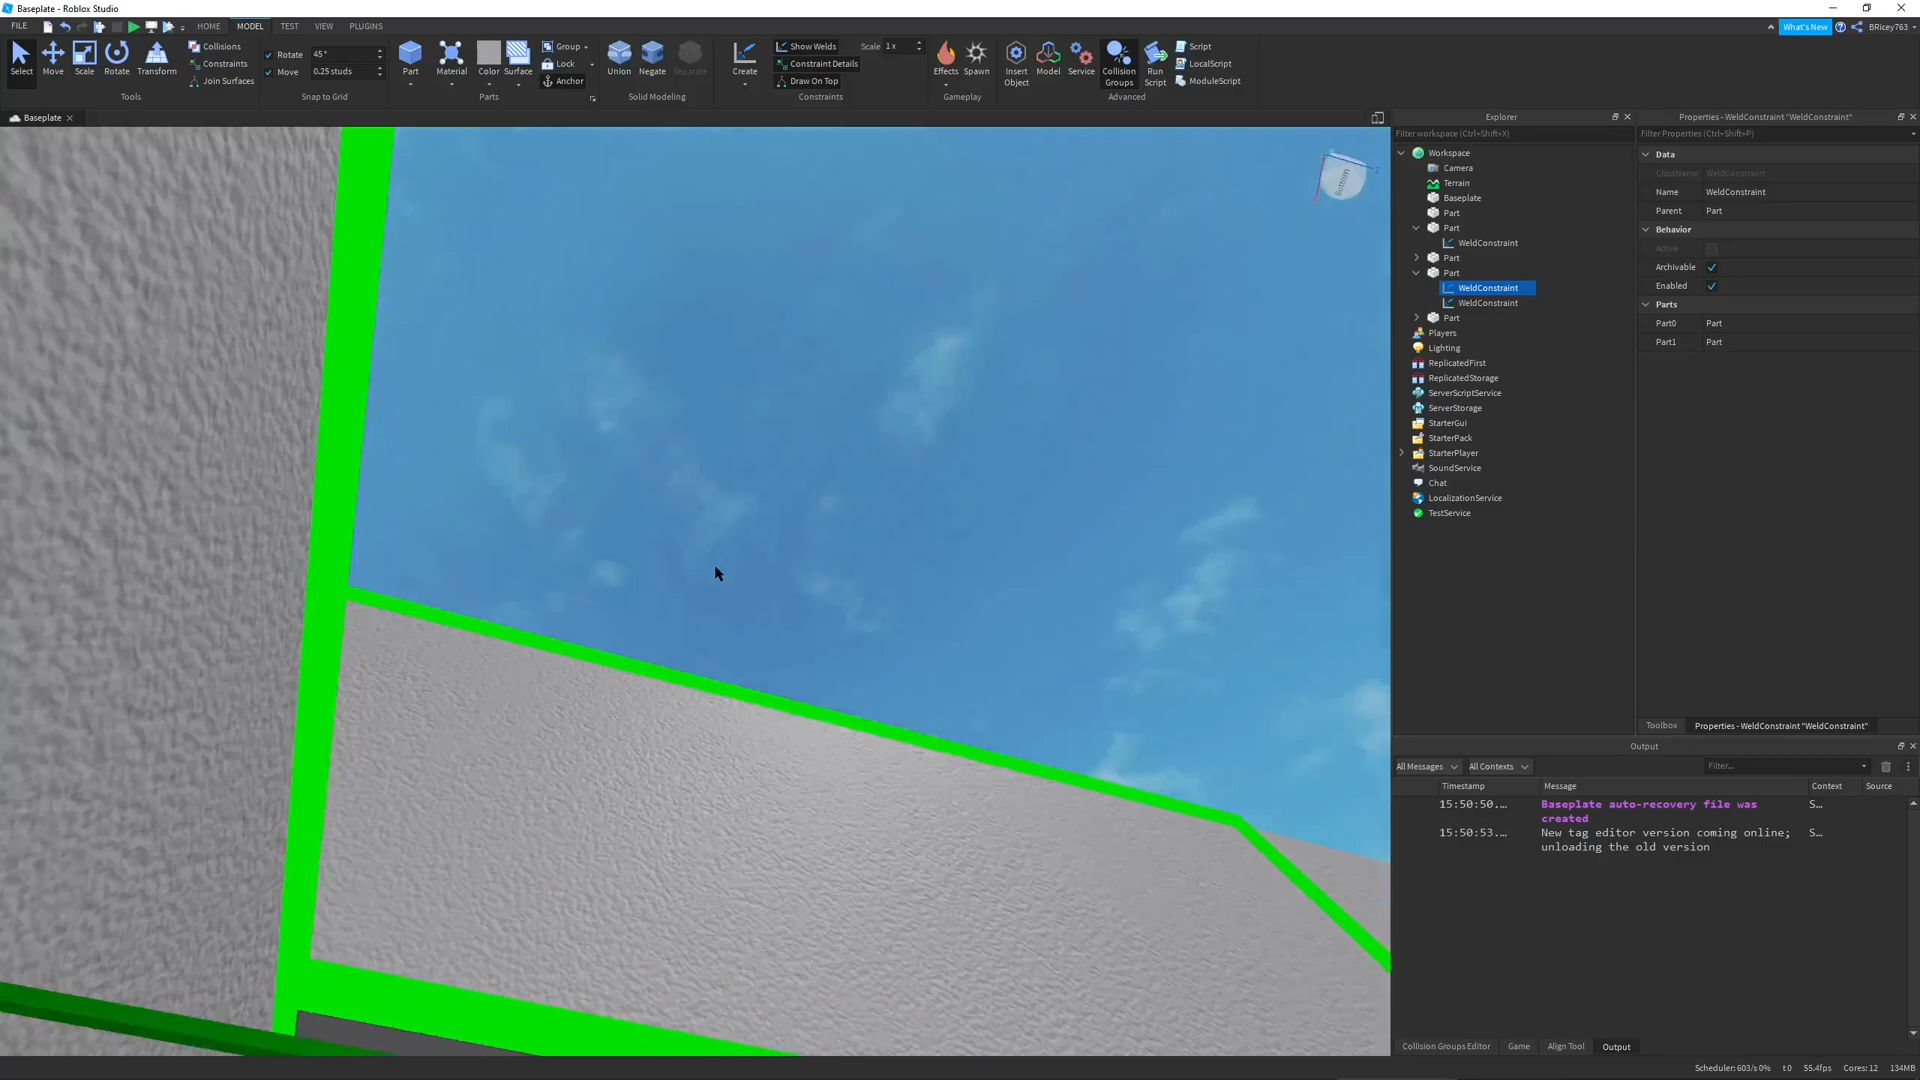 Baseplate - Roblox Studio
FILE
HOME
MODEL
TEST
VIEW
PLUGINS
What's New
BRicey763
Select
Move
Scale
Rotate
Transform
Collisions
Constraints
Join Surfaces
Tools
Rotate
45°
Move
0.25 studs
Snap to Grid
Part
Material
Color
Surface
Group
Lock
Anchor
Parts
Union
Negate
Separate
Solid Modeling
Create
Show Welds
Scale
1 x
Constraint Details
Draw On Top
Constraints
Effects
Spawn
Gameplay
Insert
Object
Model
Service
Collision
Groups
Run
Script
Script
LocalScript
ModuleScript
Advanced
Baseplate
Bottom
Explorer
Filter workspace (Ctrl+Shift+X)
Workspace
Camera
Terrain
Baseplate
Part
Part
WeldConstraint
Part
Part
WeldConstraint
WeldConstraint
Part
Players
Lighting
ReplicatedFirst
ReplicatedStorage
ServerScriptService
ServerStorage
StarterGui
StarterPack
StarterPlayer
SoundService
Chat
LocalizationService
TestService
Properties - WeldConstraint "WeldConstraint"
Filter Properties (Ctrl+Shift+P)
Data
ClassName WeldConstraint
Name WeldConstraint
Parent Part
Behavior
Active
Archivable
Enabled
Parts
Part0 Part
Part1 Part
Toolbox
Properties - WeldConstraint "WeldConstraint"
Output
All Messages
All Contexts
Filter...
Timestamp Message Context Source
15:50:50.... Baseplate auto-recovery file was S...
created
15:50:53.... New tag editor version coming online; S...
unloading the old version
Collision Groups Editor
Game
Align Tool
Output
Scheduler: 603/s 0% t 0 55.4fps Cores: 12 134MB